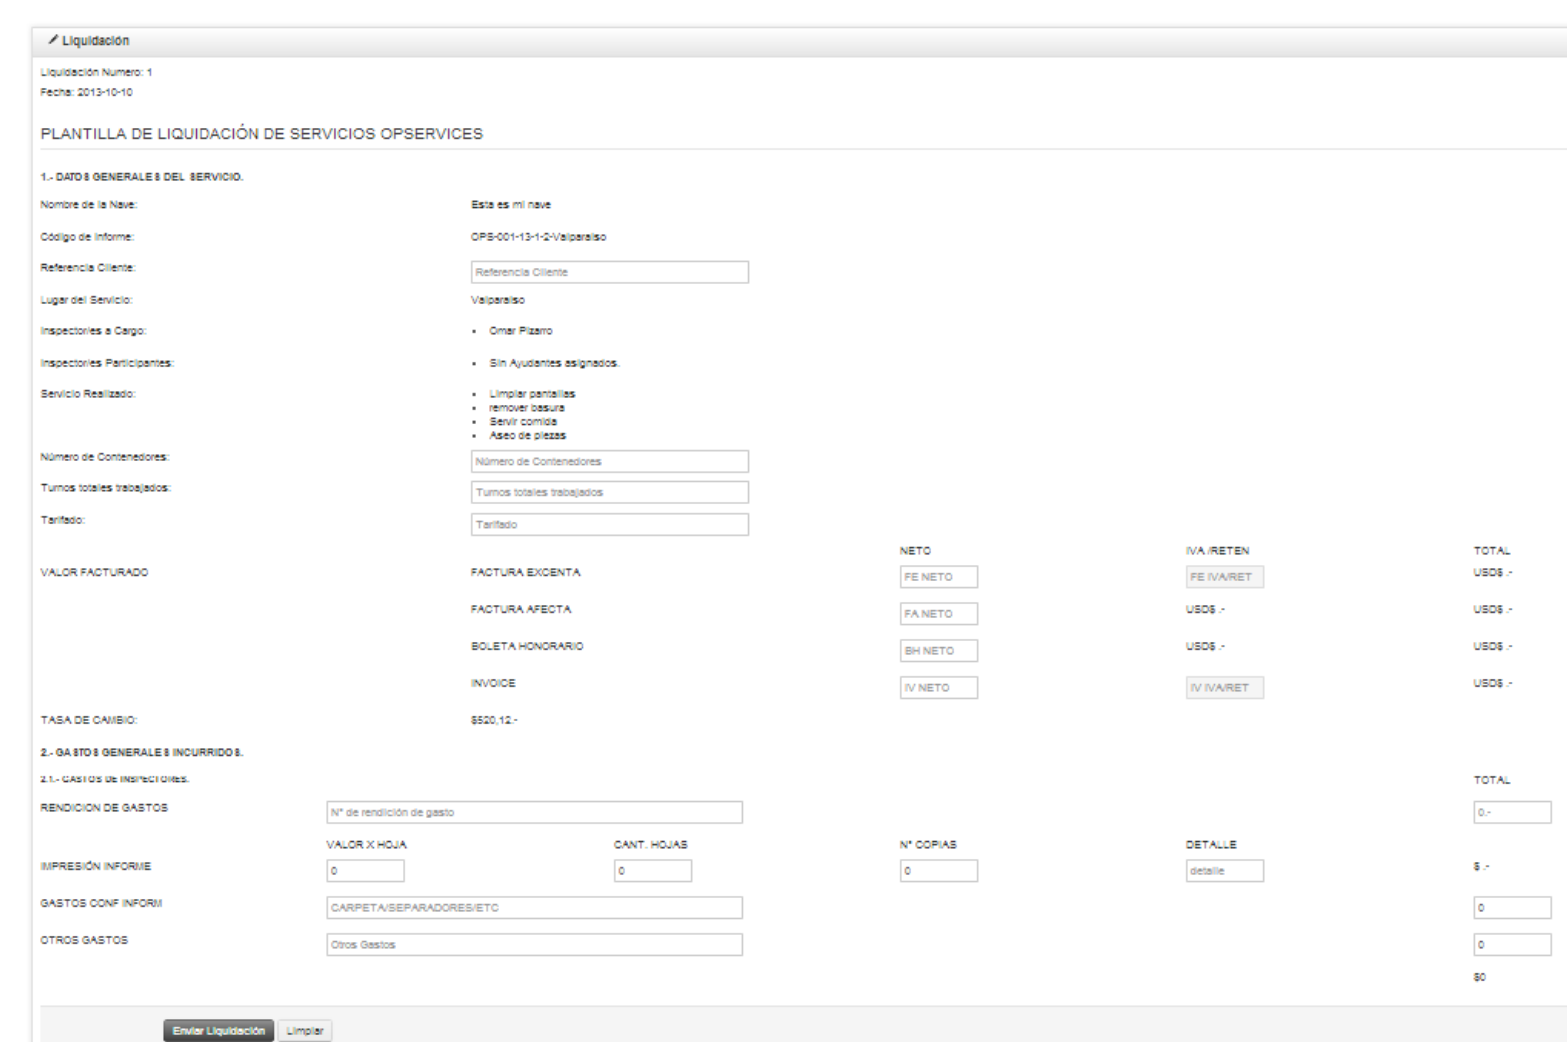 Liquidación
Liquidación Numero: 1
Fecha: 2013-10-10
PLANTILLA DE LIQUIDACIÓN DE SERVICIOS OPSERVICES
1.- DATOS GENERALES DEL SERVICIO.
Nombre de la Nave: Esta es mi nave
Código de Informe: OPS-001-13-1-2-Valparaiso
Referencia Cliente: Referencia Cliente
Lugar del Servicio: Valparaiso
Inspector/es a Cargo: • Omar Pizarro
Inspector/es Participantes: • Sin Ayudantes asignados.
Servicio Realizado: • Limpiar pantallas
• remover basura
• Servir comida
• Aseo de piezas
Número de Contenedores: Número de Contenedores
Turnos totales trabajados: Turnos totales trabajados
Tarifado: Tarifado
NETO IVA /RETEN TOTAL
VALOR FACTURADO FACTURA EXCENTA FE NETO FE IVA/RET USD$ .-
FACTURA AFECTA FA NETO USD$ .- USD$ .-
BOLETA HONORARIO BH NETO USD$ .- USD$ .-
INVOICE IV NETO IV IVA/RET USD$ .-
TASA DE CAMBIO: $520,12.-
2.- GASTOS GENERALES INCURRIDOS.
2.1.- GASTOS DE INSPECTORES. TOTAL
RENDICION DE GASTOS N° de rendición de gasto 0.-
VALOR X HOJA CANT. HOJAS N° COPIAS DETALLE
IMPRESIÓN INFORME 0 0 0 detalle $ .-
GASTOS CONF INFORM CARPETA/SEPARADORES/ETC 0
OTROS GASTOS Otros Gastos 0
$0
Enviar Liquidación Limpiar